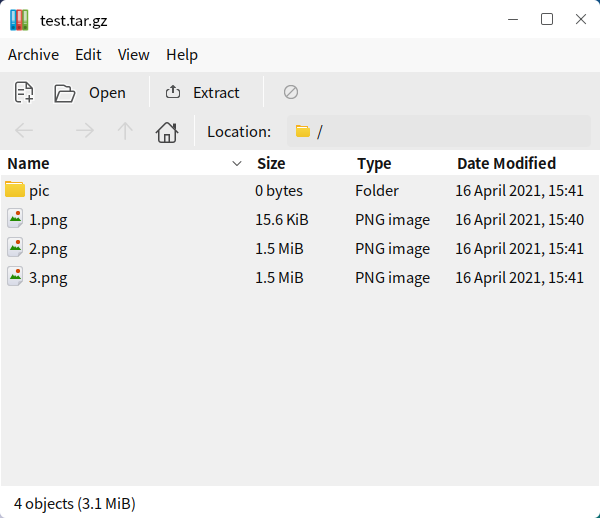 test.tar.gz
Archive Edit View Help
Open Extract
Location: /
Name Size Type Date Modified
pic 0 bytes Folder 16 April 2021, 15:41
1.png 15.6 KiB PNG image 16 April 2021, 15:40
2.png 1.5 MiB PNG image 16 April 2021, 15:41
3.png 1.5 MiB PNG image 16 April 2021, 15:41
4 objects (3.1 MiB)